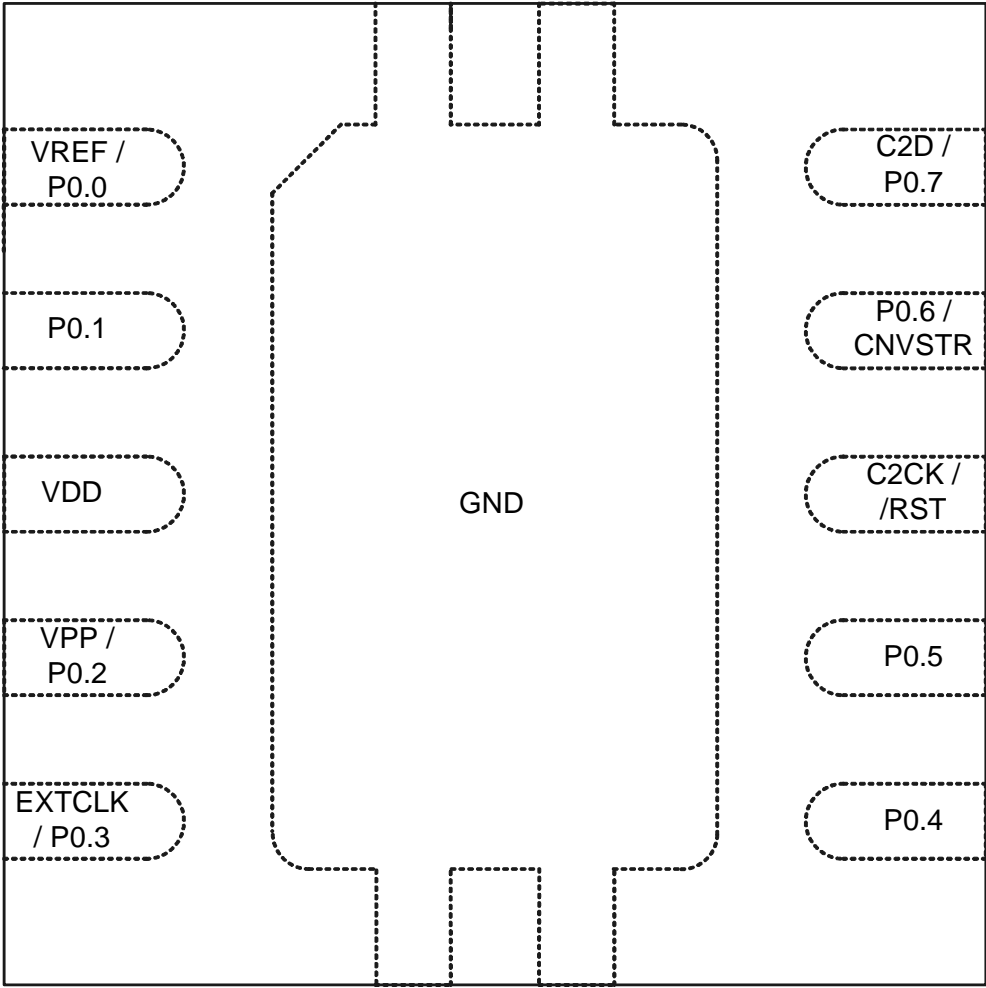 VREF /
P0.0
P0.1
VDD
VPP /
P0.2
EXTCLK
/ P0.3
GND
C2D /
P0.7
P0.6 /
CNVSTR
C2CK /
/RST
P0.5
P0.4